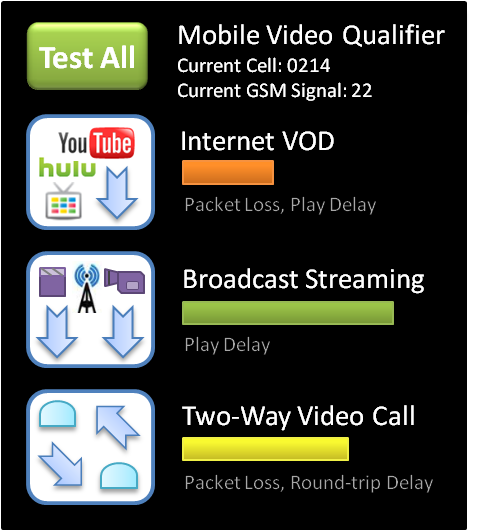 Test All
Mobile Video Qualifier
Current Cell: 0214
Current GSM Signal: 22
YouTube
hulu
Internet VOD
Packet Loss, Play Delay
Broadcast Streaming
Play Delay
Two-Way Video Call
Packet Loss, Round-trip Delay